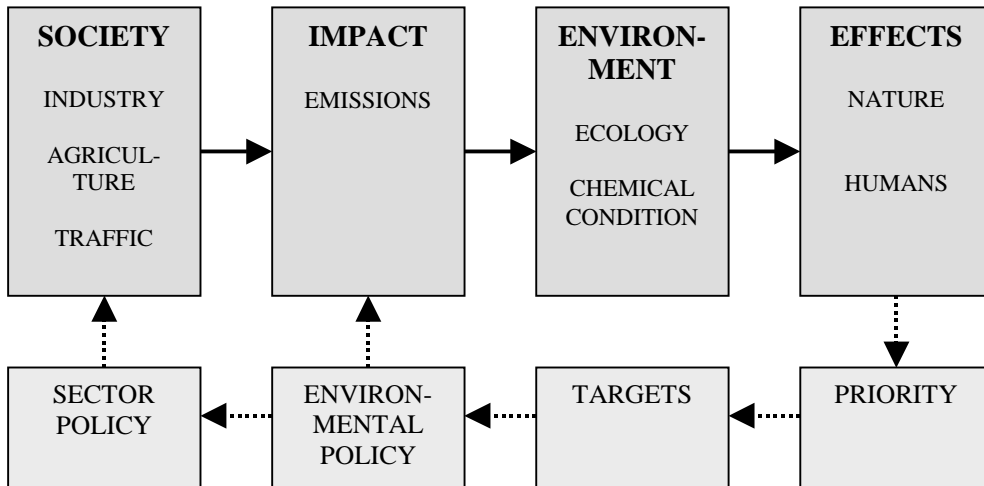 SOCIETY
INDUSTRY
AGRICUL-
TURE
TRAFFIC
IMPACT
EMISSIONS
ENVIRON-
MENT
ECOLOGY
CHEMICAL
CONDITION
EFFECTS
NATURE
HUMANS
SECTOR
POLICY
ENVIRON-
MENTAL
POLICY
TARGETS
PRIORITY